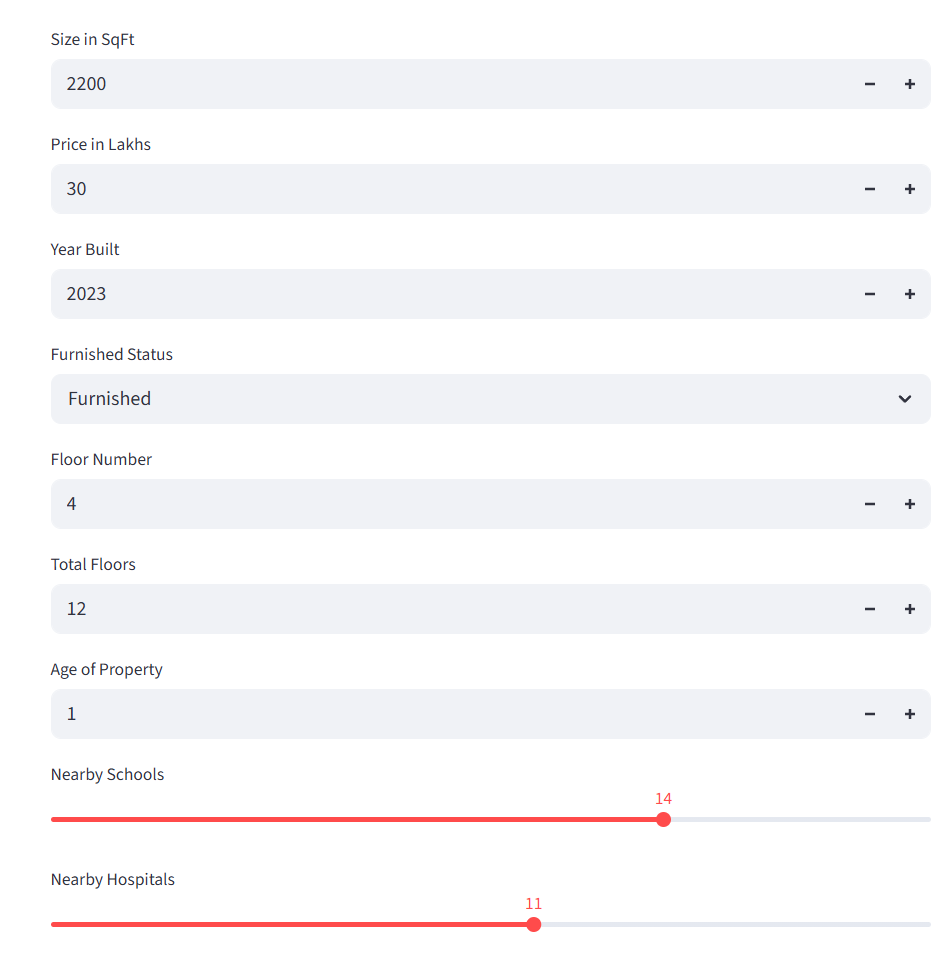 Size in SqFt
2200
Price in Lakhs
30
Year Built
2023
Furnished Status
Furnished
Floor Number
4
Total Floors
12
Age of Property
1
Nearby Schools
14
Nearby Hospitals
11